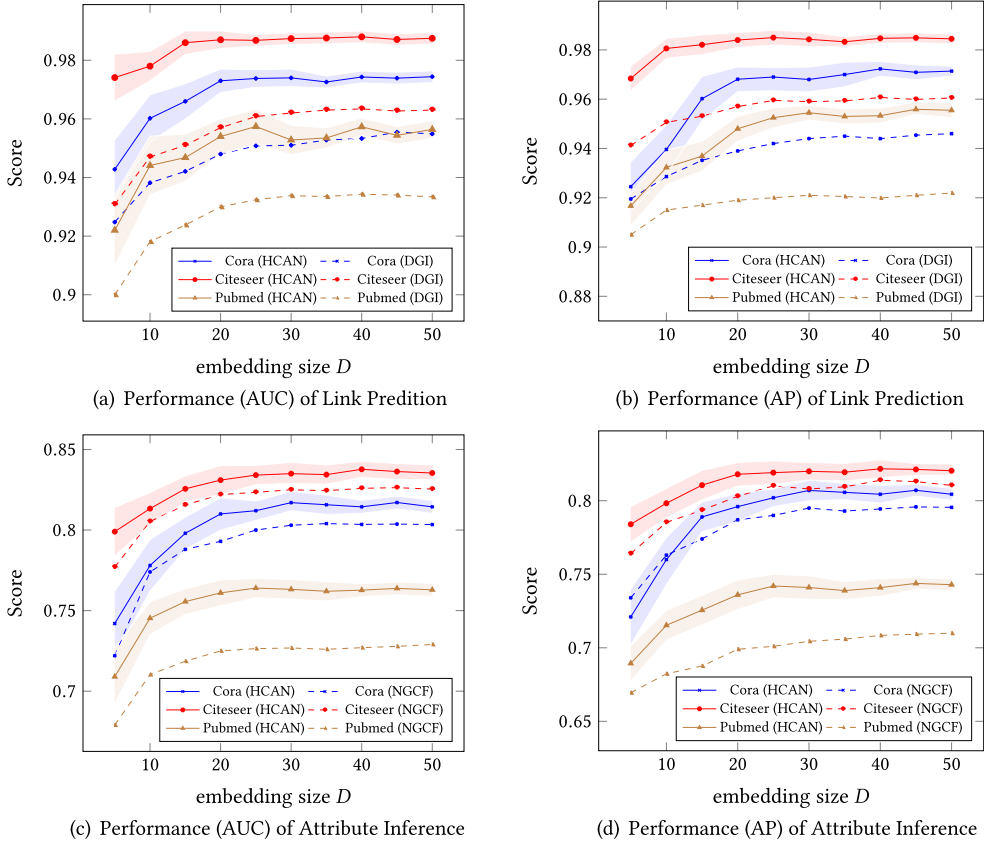 0.98
0.96
0.94
0.92
0.9
Score
Cora (HCAN) Cora (DGI)
Citeseer (HCAN) Citeseer (DGI)
Pubmed (HCAN) Pubmed (DGI)
10 20 30 40 50
embedding size D
(a) Performance (AUC) of Link Predition
0.98
0.96
0.94
0.92
0.9
0.88
Score
Cora (HCAN) Cora (DGI)
Citeseer (HCAN) Citeseer (DGI)
Pubmed (HCAN) Pubmed (DGI)
10 20 30 40 50
embedding size D
(b) Performance (AP) of Link Prediction
0.85
0.8
0.75
0.7
Score
Cora (HCAN) Cora (NGCF)
Citeseer (HCAN) Citeseer (NGCF)
Pubmed (HCAN) Pubmed (NGCF)
10 20 30 40 50
embedding size D
(c) Performance (AUC) of Attribute Inference
0.8
0.75
0.7
0.65
Score
Cora (HCAN) Cora (NGCF)
Citeseer (HCAN) Citeseer (NGCF)
Pubmed (HCAN) Pubmed (NGCF)
10 20 30 40 50
embedding size D
(d) Performance (AP) of Attribute Inference